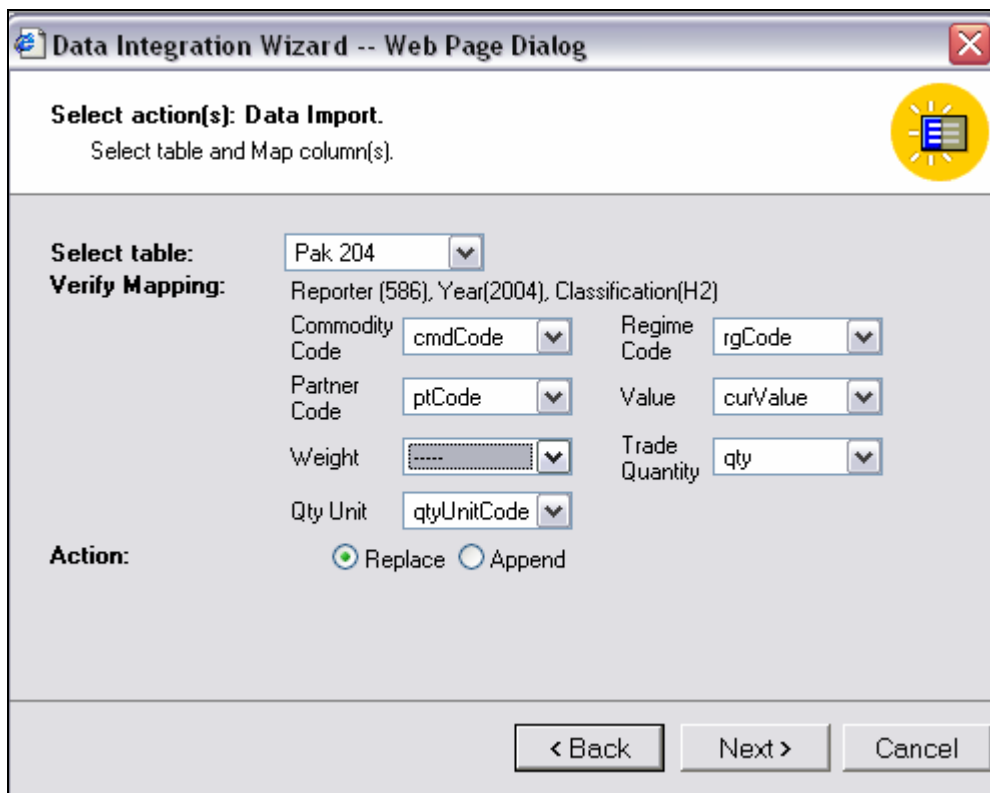 Data Integration Wizard -- Web Page Dialog
Select action(s): Data Import.
Select table and Map column(s).
Select table: Pak 204
Verify Mapping: Reporter (586), Year(2004), Classification(H2)
Commodity Code cmdCode Regime Code rgCode
Partner Code ptCode Value curValue
Weight ----- Trade Quantity qty
Qty Unit qtyUnitCode
Action: Replace Append
< Back Next > Cancel